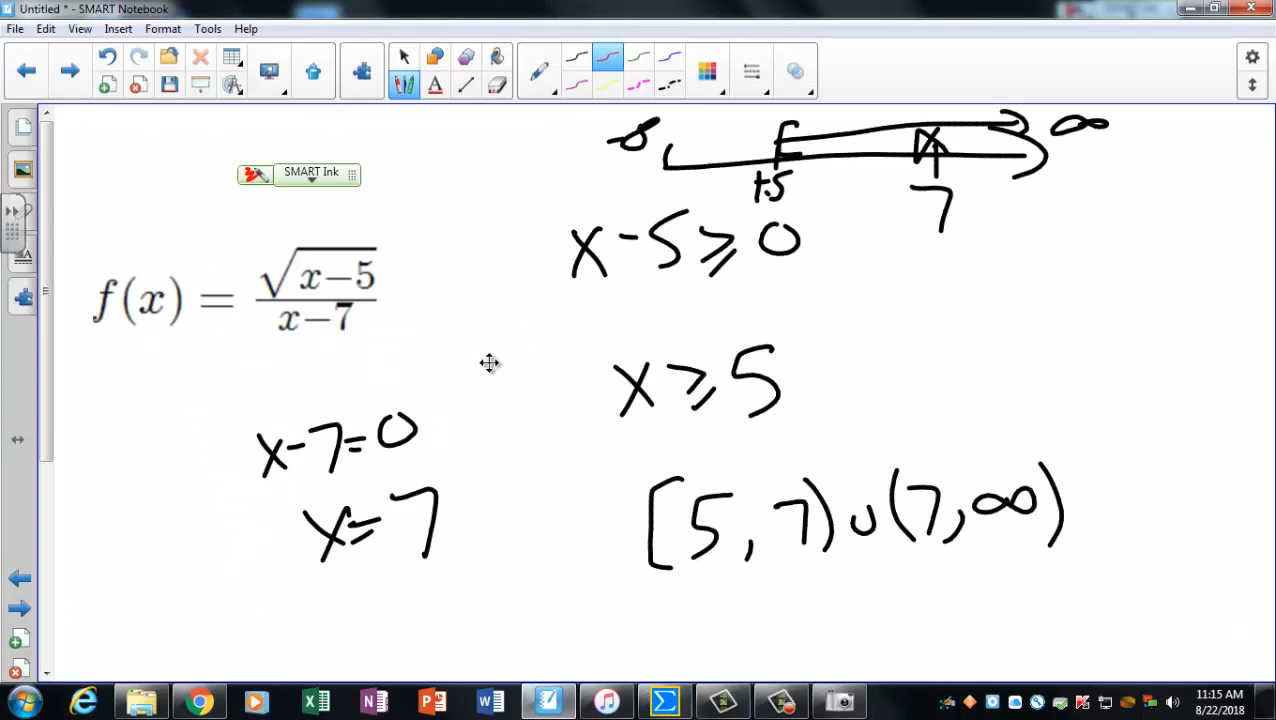 Untitled * - SMART Notebook
File Edit View Insert Format Tools Help
-∞ ∞
+5 7
SMART Ink
x-5≥0
f(x) = √x−5 / x−7
x≥5
x-7=0
x=7
[5,7)∪(7,∞)
11:15 AM
8/22/2018